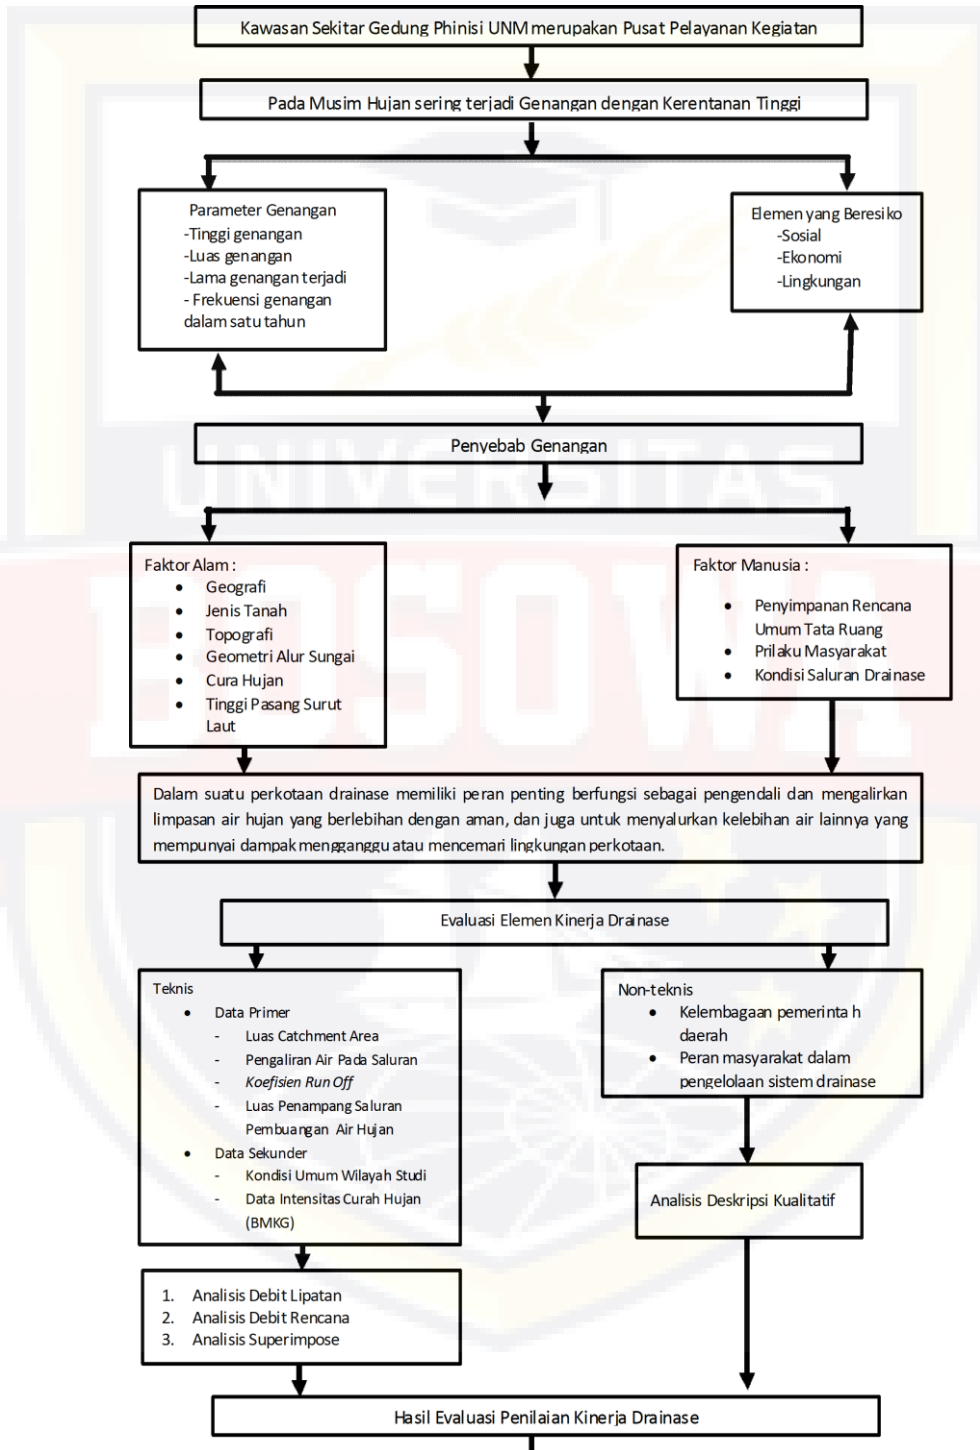 Kawasan Sekitar Gedung Phinisi UNM merupakan Pusat Pelayanan Kegiatan
Pada Musim Hujan sering terjadi Genangan dengan Kerentanan Tinggi
Parameter Genangan
-Tinggi genangan
-Luas genangan
-Lama genangan terjadi
- Frekuensi genangan
dalam satu tahun
Elemen yang Beresiko
-Sosial
-Ekonomi
-Lingkungan
Penyebab Genangan
UNIVERSITAS
BOSOWA
Faktor Alam :
• Geografi
• Jenis Tanah
• Topografi
• Geometri Alur Sungai
• Cura Hujan
• Tinggi Pasang Surut
Laut
Faktor Manusia :
• Penyimpanan Rencana
Umum Tata Ruang
• Prilaku Masyarakat
• Kondisi Saluran Drainase
Dalam suatu perkotaan drainase memiliki peran penting berfungsi sebagai pengendali dan mengalirkan
limpasan air hujan yang berlebihan dengan aman, dan juga untuk menyalurkan kelebihan air lainnya yang
mempunyai dampak mengganggu atau mencemari lingkungan perkotaan.
Evaluasi Elemen Kinerja Drainase
Teknis
• Data Primer
- Luas Catchment Area
- Pengaliran Air Pada Saluran
- Koefisien Run Off
- Luas Penampang Saluran
Pembuangan Air Hujan
• Data Sekunder
- Kondisi Umum Wilayah Studi
- Data Intensitas Curah Hujan
(BMKG)
Non-teknis
• Kelembagaan pemerinta h
daerah
• Peran masyarakat dalam
pengelolaan sistem drainase
Analisis Deskripsi Kualitatif
1. Analisis Debit Lipatan
2. Analisis Debit Rencana
3. Analisis Superimpose
Hasil Evaluasi Penilaian Kinerja Drainase